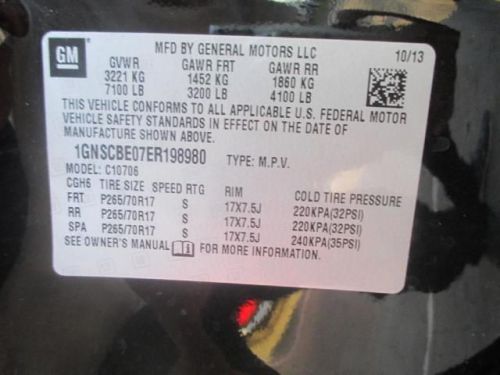 GM
MFD BY GENERAL MOTORS LLC 10/13
GVWR GAWR FRT GAWR RR
3221 KG 1452 KG 1860 KG
7100 LB 3200 LB 4100 LB
THIS VEHICLE CONFORMS TO ALL APPLICABLE U.S. FEDERAL MOTOR
VEHICLE SAFETY STANDARDS IN EFFECT ON THE DATE OF
MANUFACTURE SHOWN ABOVE.
1GNSCBE07ER198980 TYPE: M.P.V.
MODEL: C10706
CGH6 TIRE SIZE SPEED RTG RIM COLD TIRE PRESSURE
FRT P265/70R17 S 17X7.5J 220KPA(32PSI)
RR P265/70R17 S 17X7.5J 220KPA(32PSI)
SPA P265/70R17 S 17X7.5J 240KPA(35PSI)
SEE OWNER'S MANUAL FOR MORE INFORMATION